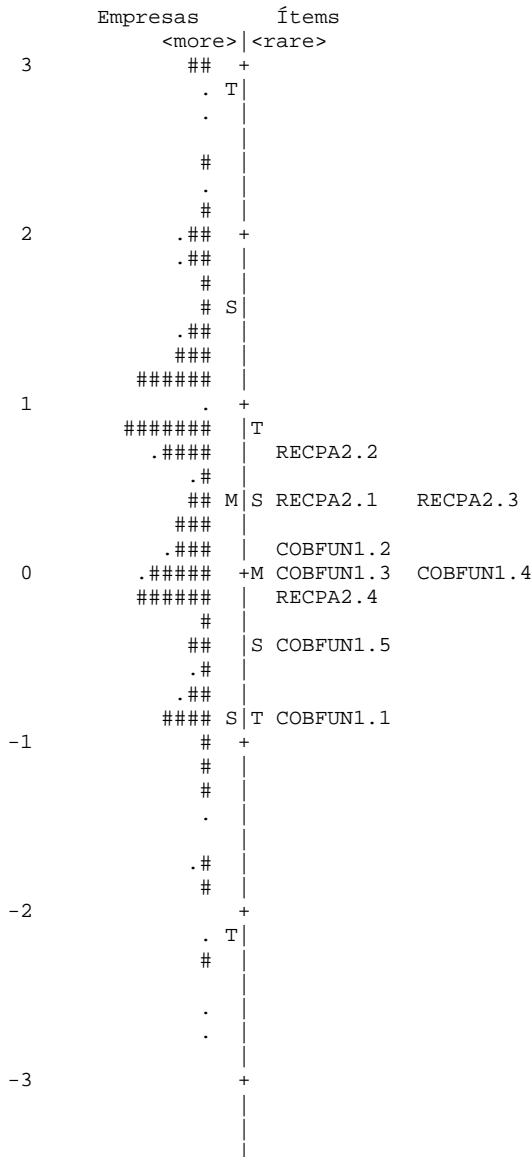 Empresas      Ítems
            <more>|<rare>
 3            ##  +
               . T|
               .  |
                  |
               #  |
               .  |
               #  |
 2           .##  +
             .##  |
               #  |
               # S|
             .##  |
             ###  |
          ######  |
 1             .  +
         #######  |T
           .####  |  RECPA2.2
              .#  |
              ## M|S RECPA2.1   RECPA2.3
             ###  |
            .###  |  COBFUN1.2
 0        .#####  +M COBFUN1.3  COBFUN1.4
          ######  |  RECPA2.4
               #  |
              ##  |S COBFUN1.5
              .#  |
             .##  |
            #### S|T COBFUN1.1
-1             #  +
               #  |
               #  |
               .  |
                  |
              .#  |
               #  |
-2                +
               . T|
               #  |
                  |
               .  |
               .  |
                  |
-3                +
                  |
                  |
                  |